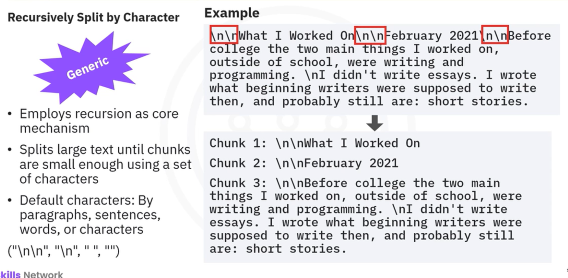 Recursively Split by Character
Generic
• Employs recursion as core
mechanism
• Splits large text until chunks
are small enough using a set
of characters
• Default characters: By
paragraphs, sentences,
words, or characters
("\n\n", "\n", " ", "")
kills Network
Example
\n\nWhat I Worked On\n\nFebruary 2021\n\nBefore
college the two main things I worked on,
outside of school, were writing and
programming. \nI didn't write essays. I wrote
what beginning writers were supposed to write
then, and probably still are: short stories.
Chunk 1: \n\nWhat I Worked On
Chunk 2: \n\nFebruary 2021
Chunk 3: \n\nBefore college the two main
things I worked on, outside of school, were
writing and programming. \nI didn't write
essays. I wrote what beginning writers were
supposed to write then, and probably still
are: short stories.